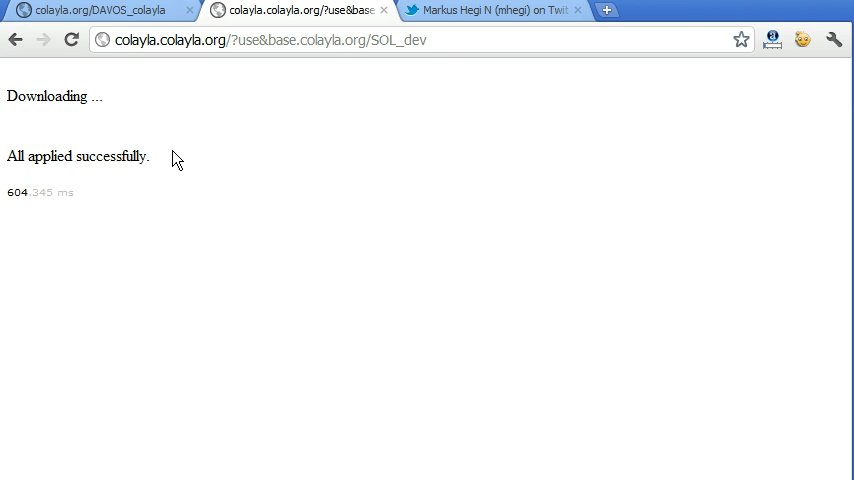 colayla.org/DAVOS_colayla
colayla.colayla.org/?use&base
Markus Hegi N (mhegi) on Twit
colayla.colayla.org/?use&base.colayla.org/SOL_dev
Downloading ...
All applied successfully.
604.345 ms